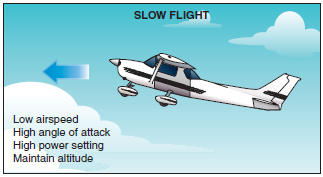 SLOW FLIGHT
Low airspeed
High angle of attack
High power setting
Maintain altitude